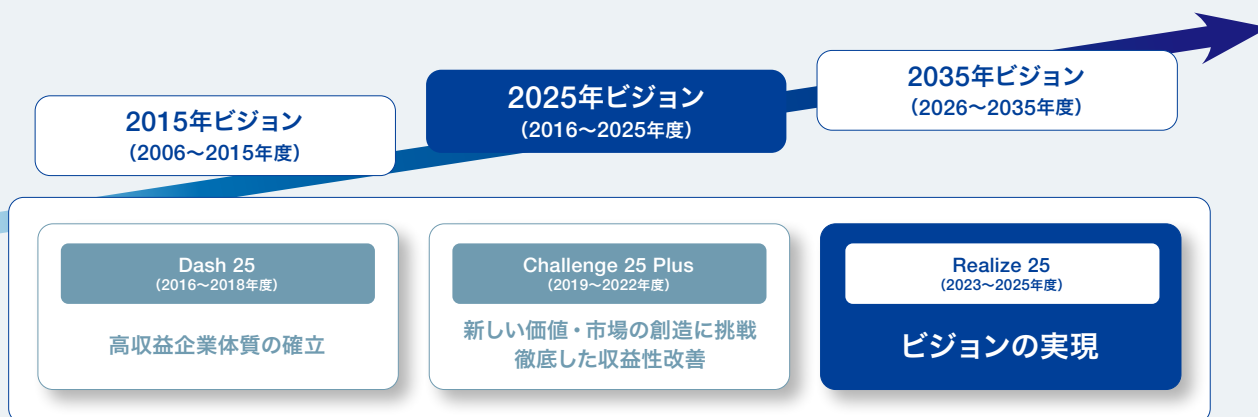 2015年ビジョン
（2006〜2015年度）
2025年ビジョン
（2016〜2025年度）
2035年ビジョン
（2026〜2035年度）
Dash 25
（2016〜2018年度）
高収益企業体質の確立
Challenge 25 Plus
（2019〜2022年度）
新しい価値・市場の創造に挑戦
徹底した収益性改善
Realize 25
（2023〜2025年度）
ビジョンの実現